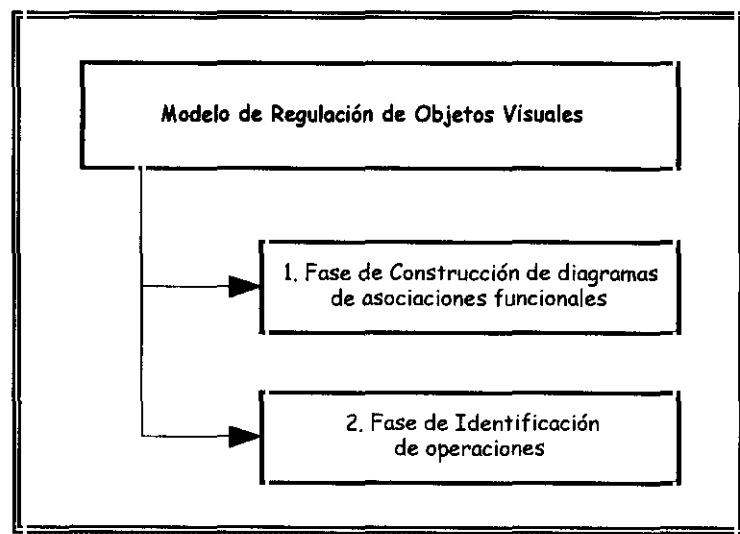 Modelo de Regulación de Objetos Visuales
1. Fase de Construcción de diagramas
de asociaciones funcionales
2. Fase de Identificación
de operaciones